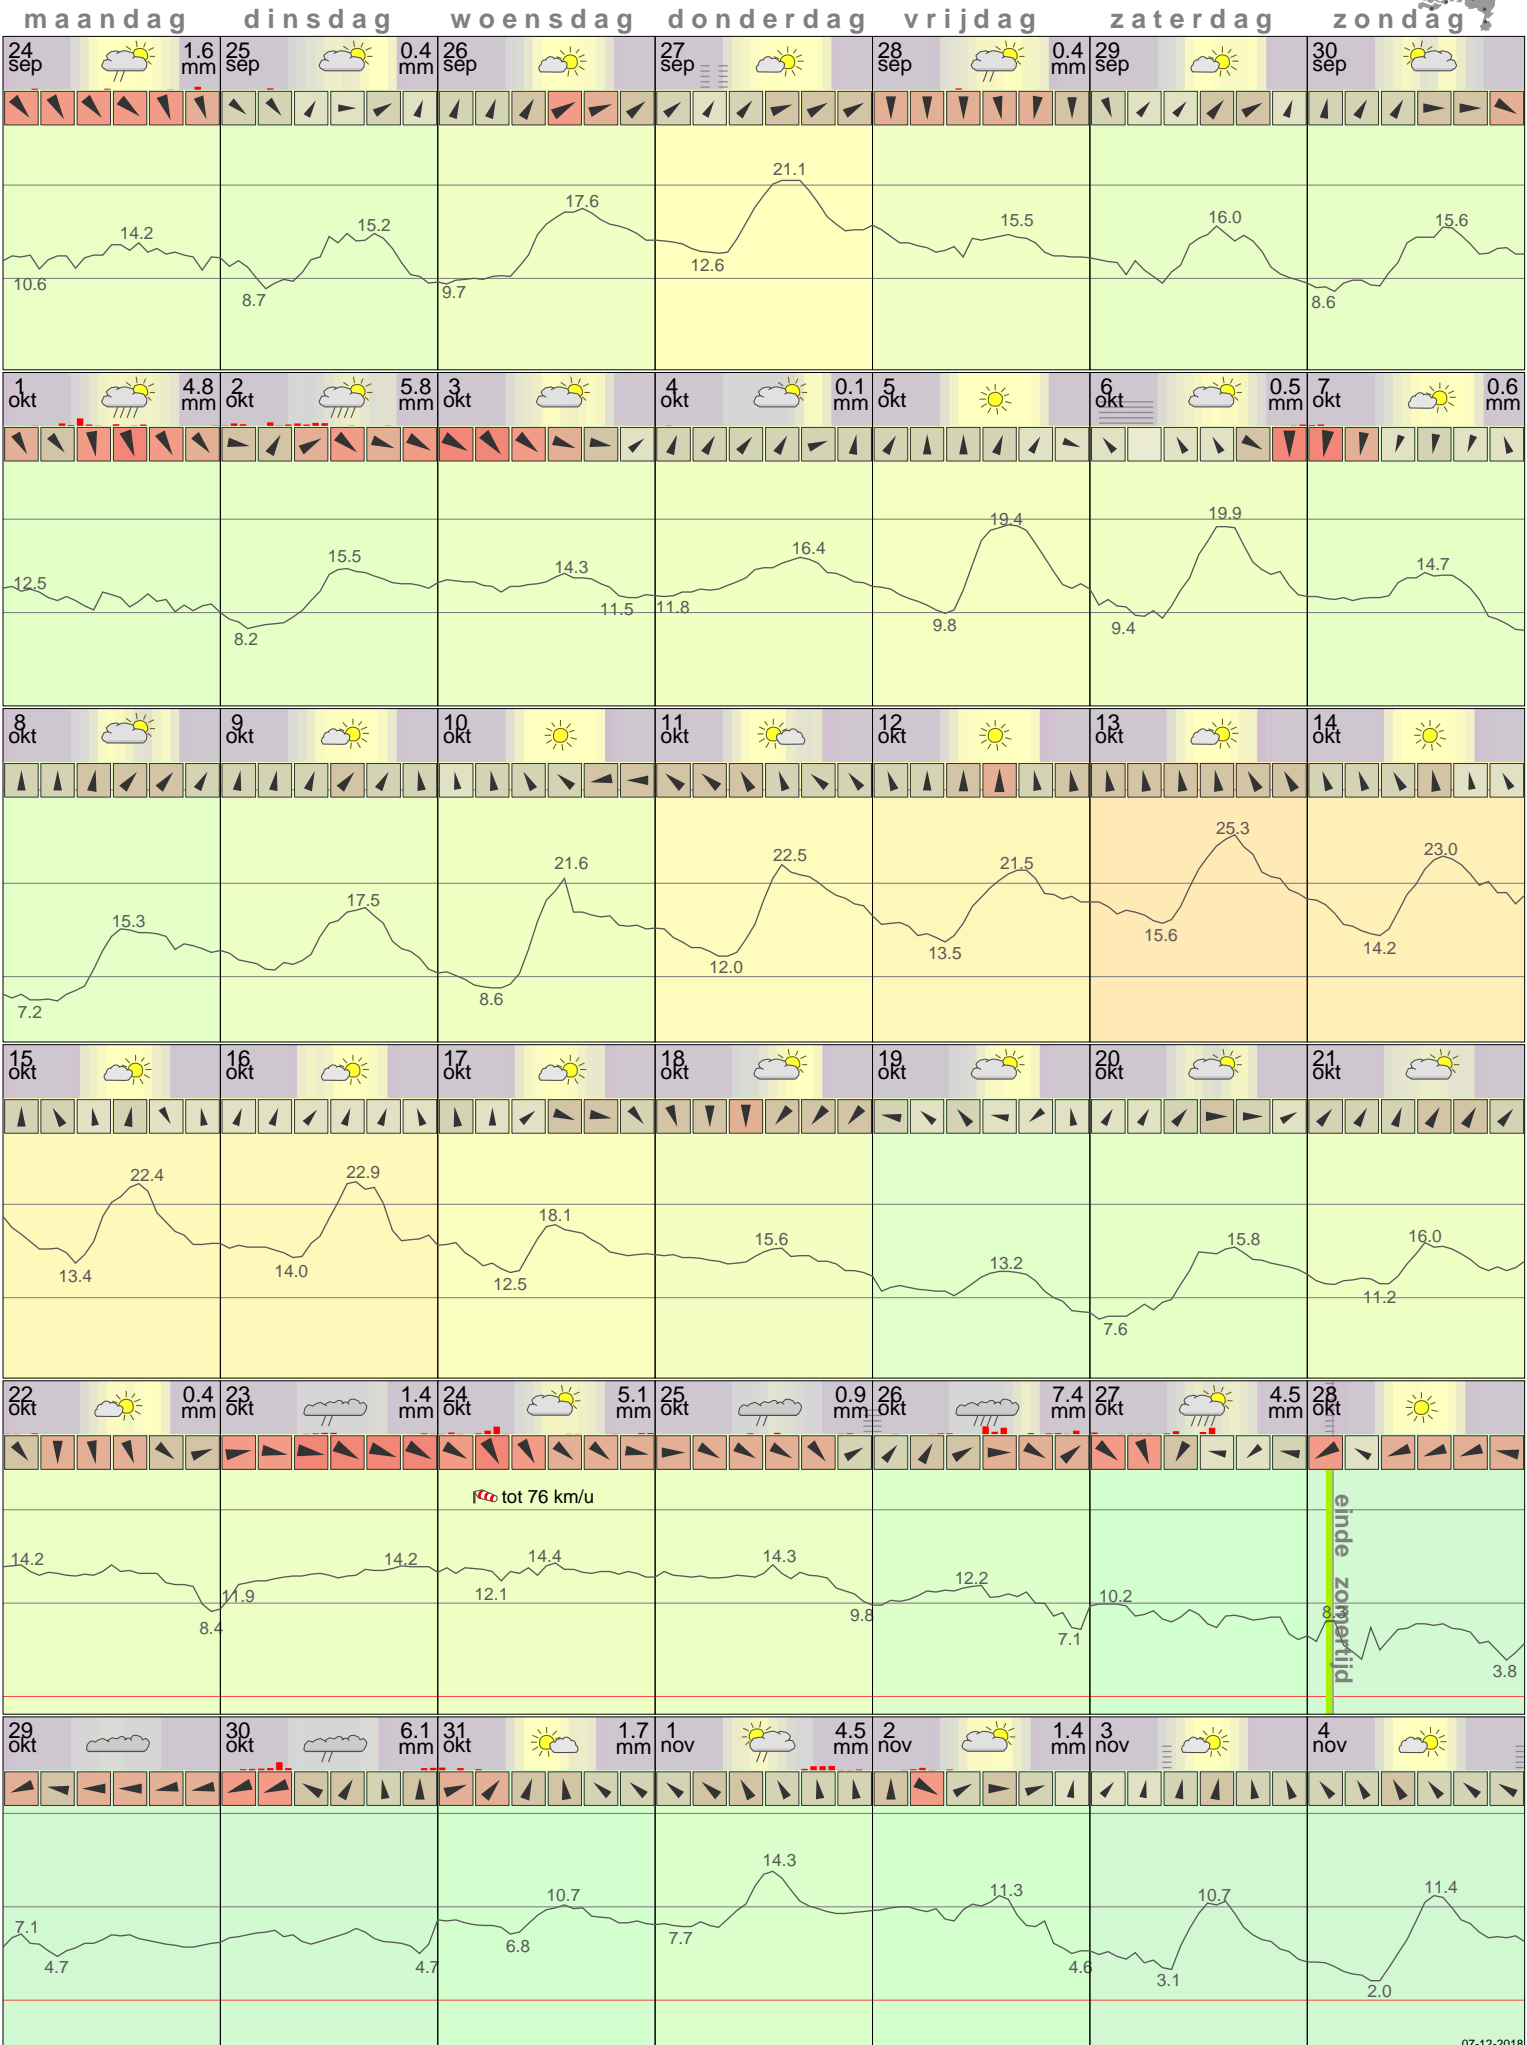 maandag dinsdag woensdag donderdag vrijdag zaterdag zondag
24 sep 1.6 mm 25 sep 0.4 mm 26 sep 27 sep 28 sep 0.4 mm 29 sep 30 sep
14.2 10.6 15.2 8.7 17.6 9.7 21.1 12.6 15.5 16.0 15.6 8.6
1 okt 4.8 mm 2 okt 5.8 mm 3 okt 4 okt 0.1 mm 5 okt 6 okt 0.5 mm 7 okt 0.6 mm
12.5 15.5 8.2 14.3 11.5 16.4 11.8 19.4 9.8 19.9 9.4 14.7
8 okt 9 okt 10 okt 11 okt 12 okt 13 okt 14 okt
15.3 7.2 17.5 21.6 8.6 22.5 12.0 21.5 13.5 25.3 15.6 23.0 14.2
15 okt 16 okt 17 okt 18 okt 19 okt 20 okt 21 okt
22.4 13.4 22.9 14.0 18.1 12.5 15.6 13.2 15.8 7.6 16.0 11.2
22 okt 0.4 mm 23 okt 1.4 mm 24 okt 5.1 mm 25 okt 0.9 mm 26 okt 7.4 mm 27 okt 4.5 mm 28 okt
tot 76 km/u
14.2 8.4 14.2 11.9 14.4 12.1 14.3 9.8 12.2 7.1 10.2 3.8
einde zomertijd
29 okt 30 okt 6.1 mm 31 okt 1.7 mm 1 nov 4.5 mm 2 nov 1.4 mm 3 nov 4 nov
7.1 4.7 4.7 10.7 6.8 14.3 7.7 11.3 4.6 10.7 3.1 11.4 2.0
07-12-2018